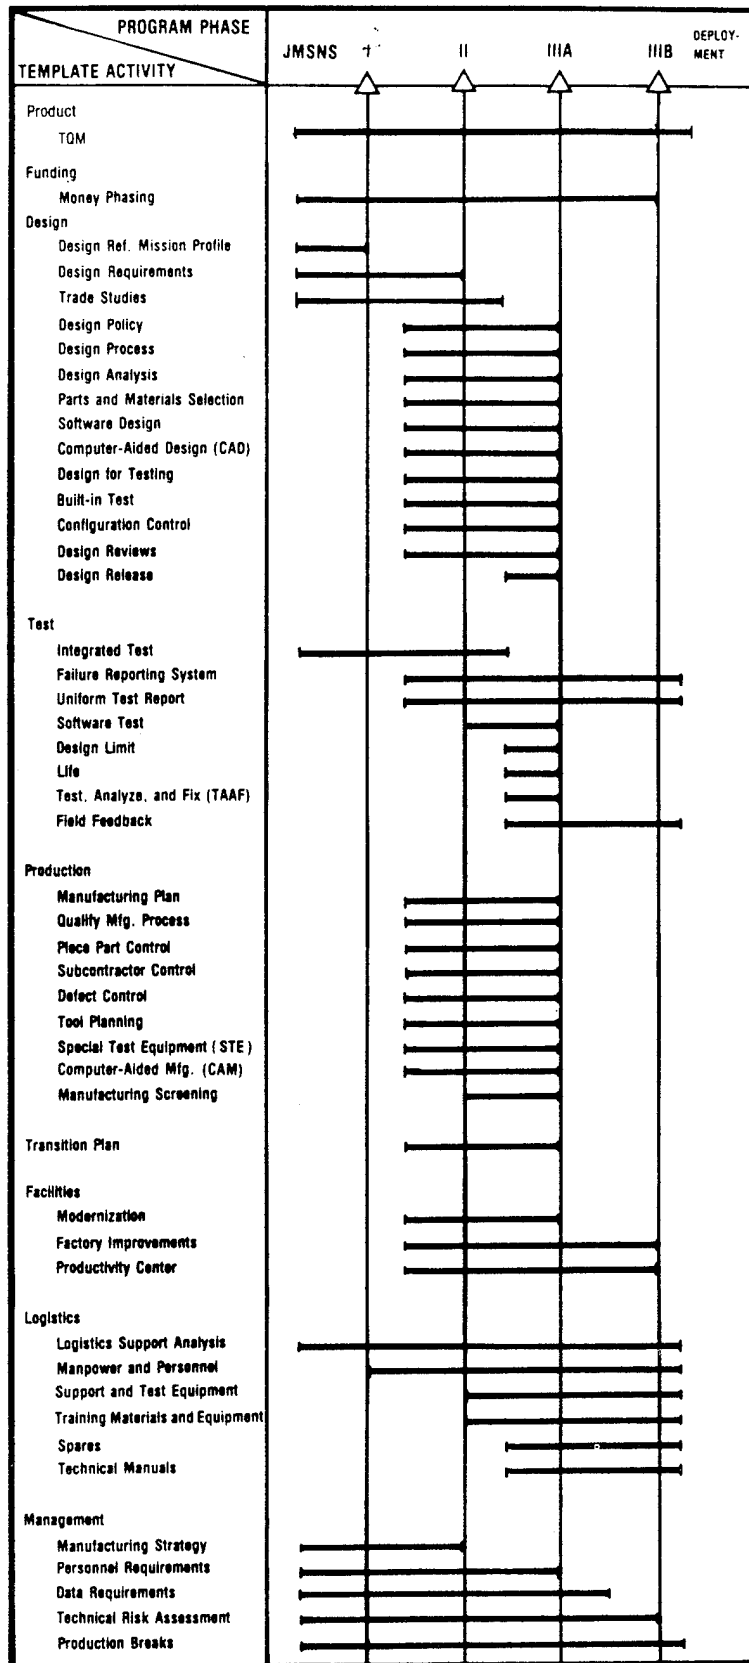 PROGRAM PHASE
TEMPLATE ACTIVITY
JMSNS I II IIIA IIIB DEPLOY-
MENT
Product
TQM
Funding
Money Phasing
Design
Design Ref. Mission Profile
Design Requirements
Trade Studies
Design Policy
Design Process
Design Analysis
Parts and Materials Selection
Software Design
Computer-Aided Design (CAD)
Design for Testing
Built-in Test
Configuration Control
Design Reviews
Design Release
Test
Integrated Test
Failure Reporting System
Uniform Test Report
Software Test
Design Limit
Life
Test, Analyze, and Fix (TAAF)
Field Feedback
Production
Manufacturing Plan
Quality Mfg. Process
Piece Part Control
Subcontractor Control
Defect Control
Tool Planning
Special Test Equipment (STE)
Computer-Aided Mfg. (CAM)
Manufacturing Screening
Transition Plan
Facilities
Modernization
Factory Improvements
Productivity Center
Logistics
Logistics Support Analysis
Manpower and Personnel
Support and Test Equipment
Training Materials and Equipment
Spares
Technical Manuals
Management
Manufacturing Strategy
Personnel Requirements
Data Requirements
Technical Risk Assessment
Production Breaks